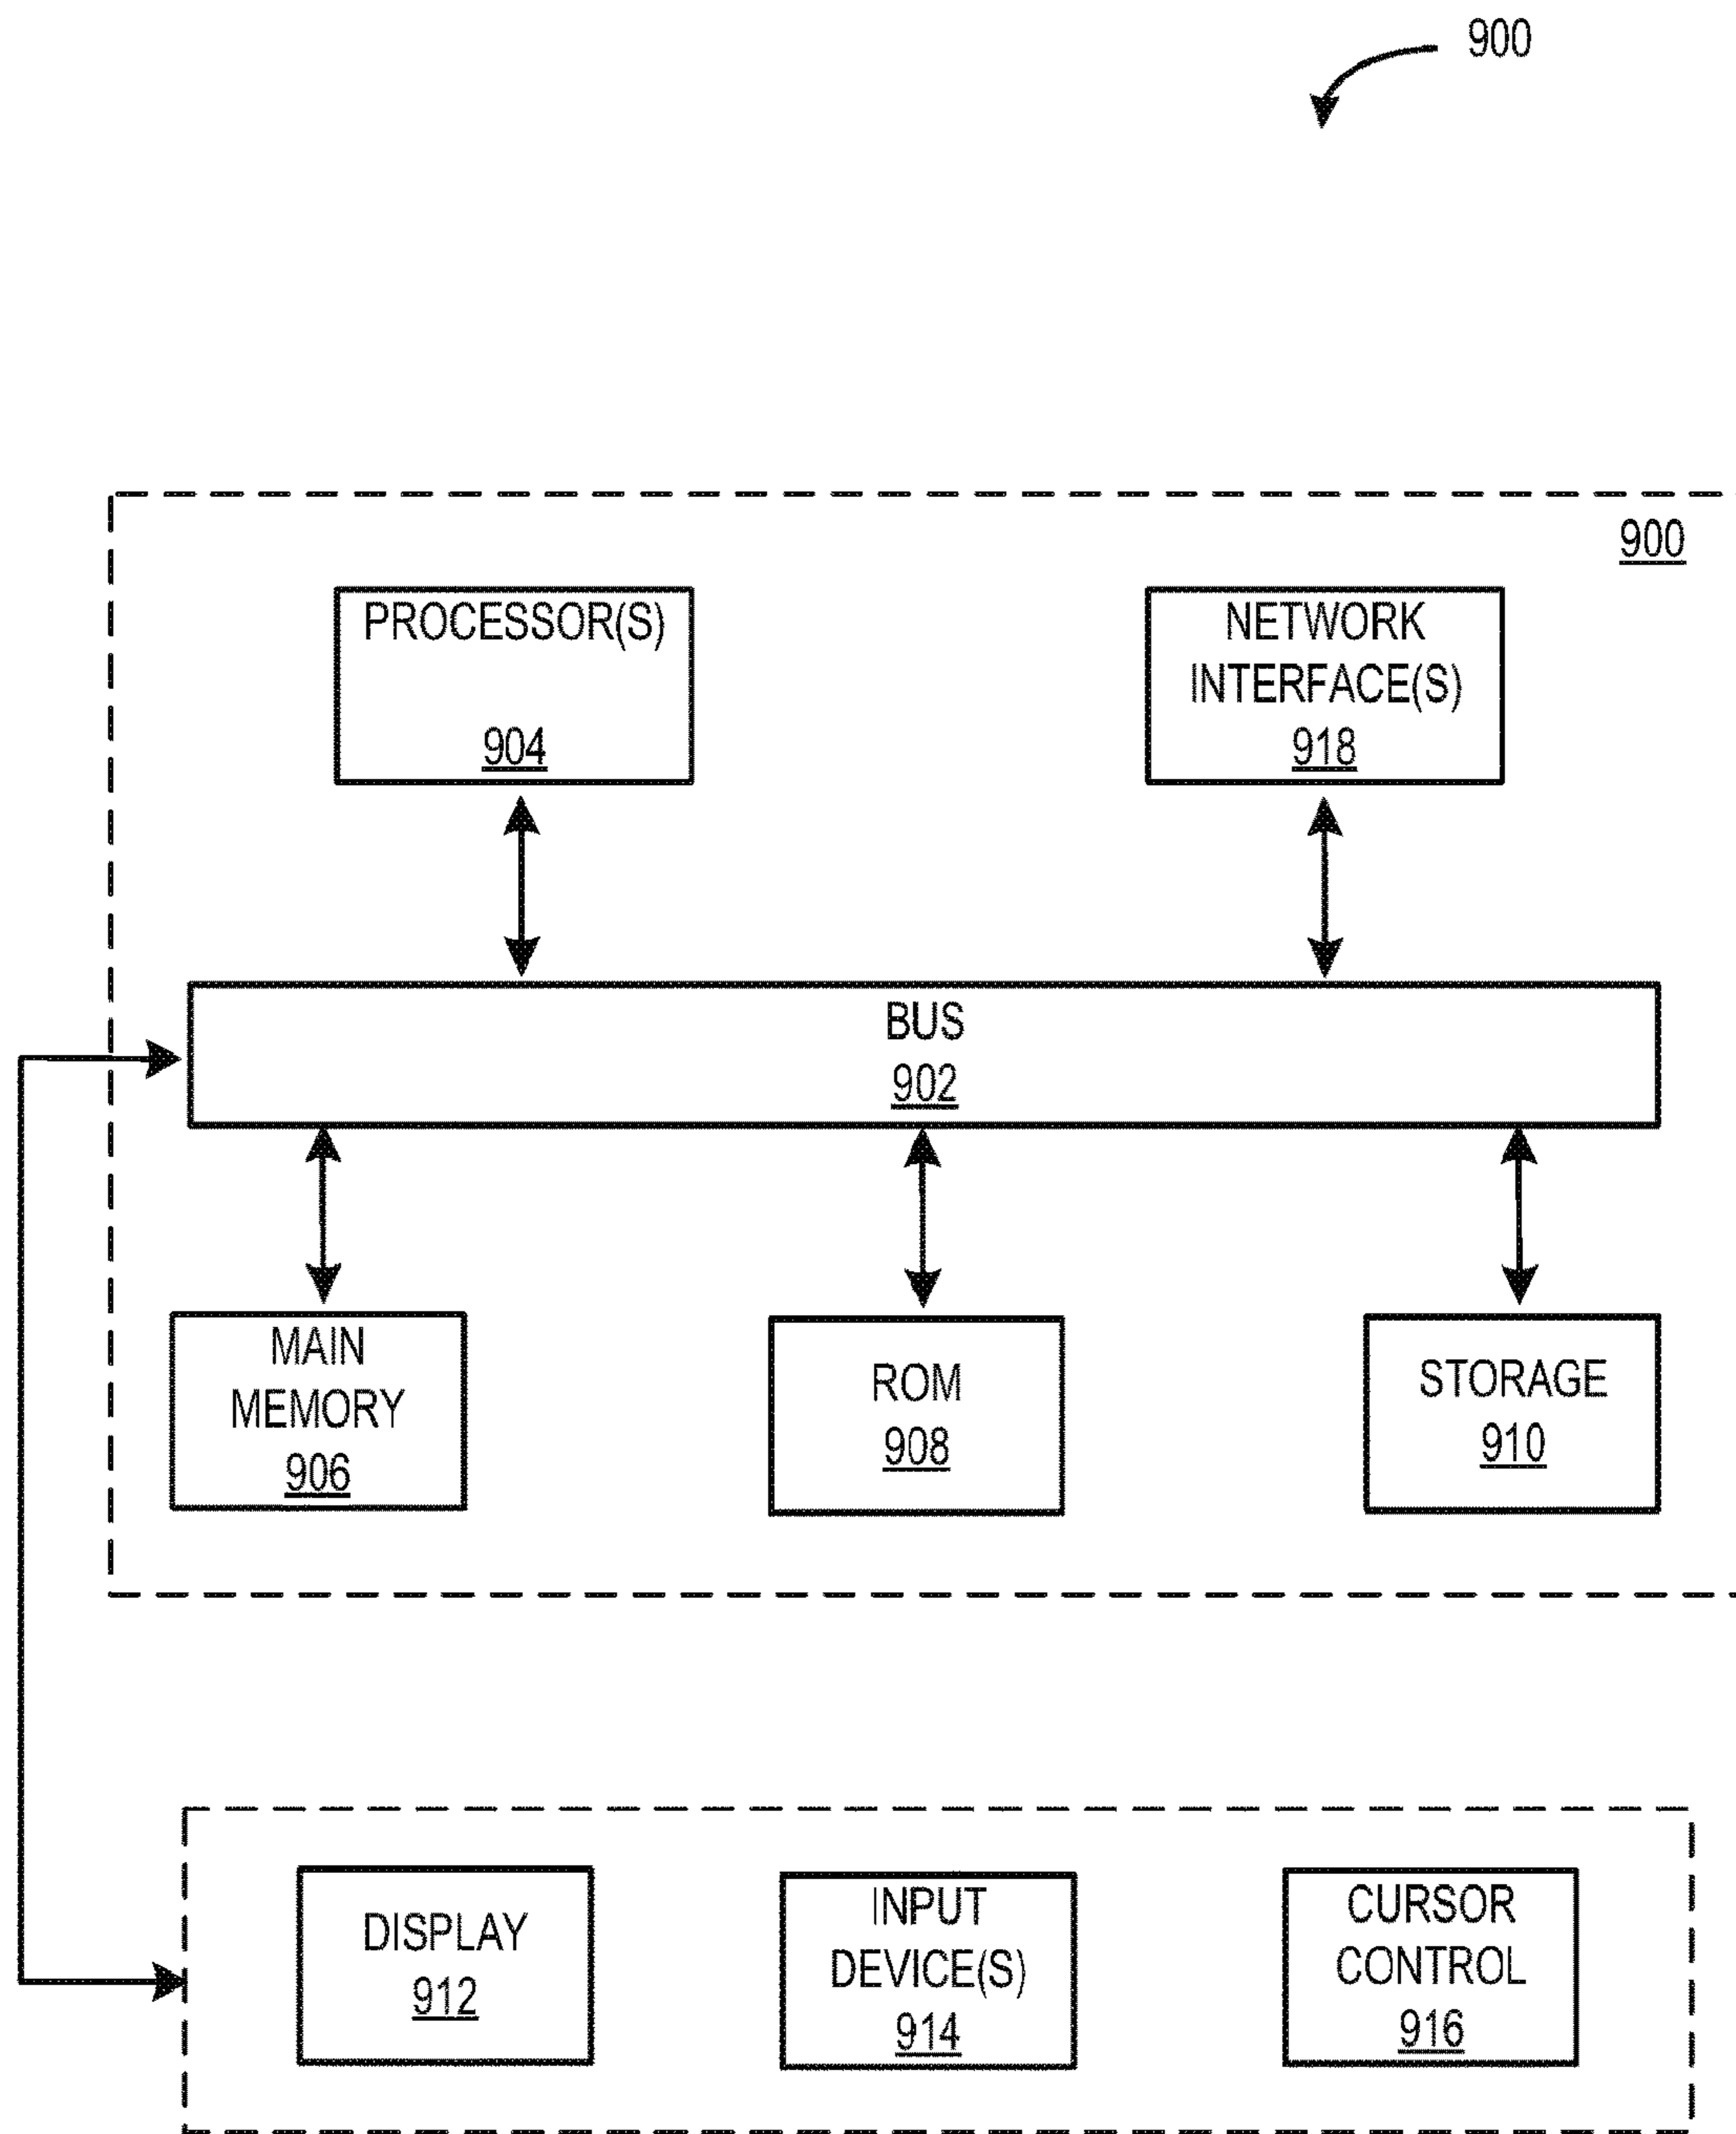 900
900
PROCESSOR(S)
904
NETWORK
INTERFACE(S)
918
BUS
902
MAIN
MEMORY
906
ROM
908
STORAGE
910
DISPLAY
912
INPUT
DEVICE(S)
914
CURSOR
CONTROL
916